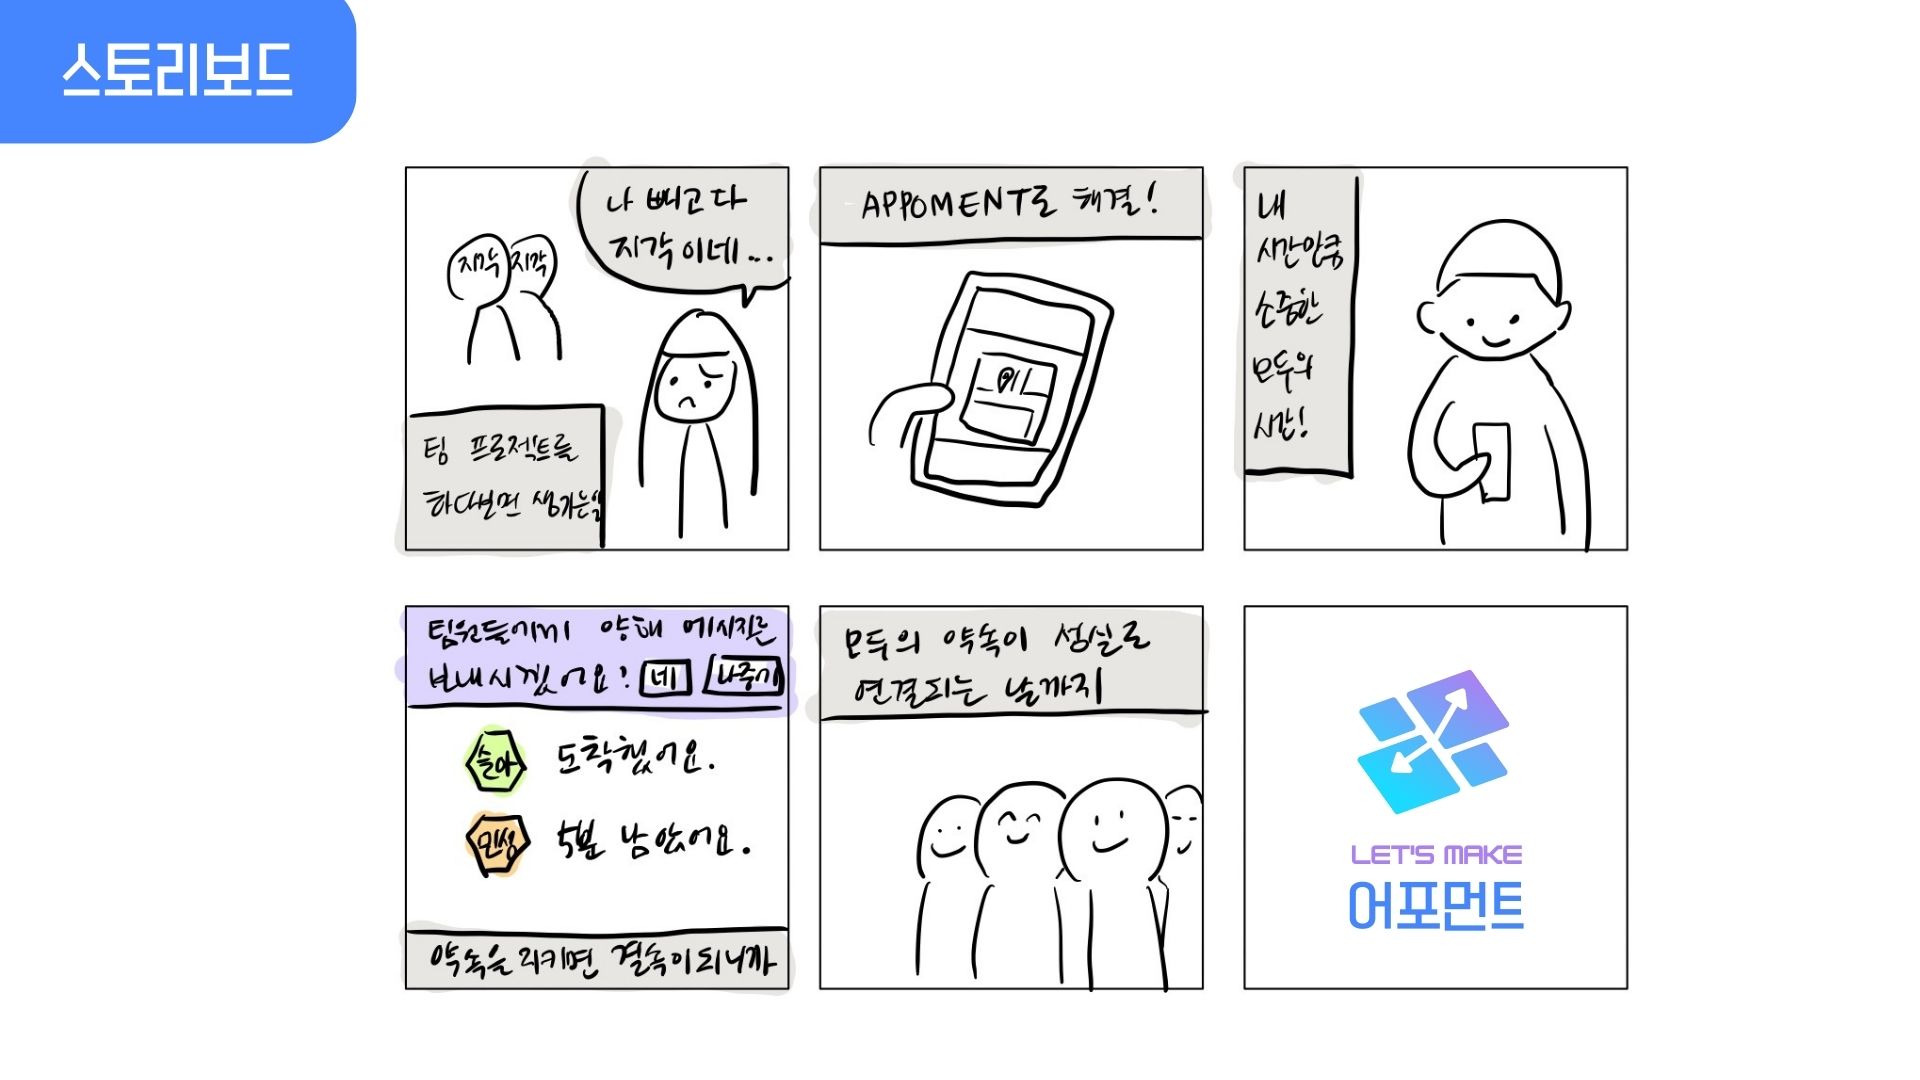 스토리보드
나 빼고 다
지각이네...
지각
지각
팀 프로젝트를
하다보면 생기는일
APPOMENT로 해결!
내
시간만큼
소중한
모두의
시간!
팀원들에게 양해 메시지를
보내시겠어요? 네 나중에
슬아 도착했어요.
민성 5분 남았어요.
약속을 지키면 결속이 되니까
모두의 약속이 성실로
연결되는 날까지
LET'S MAKE
어포먼트